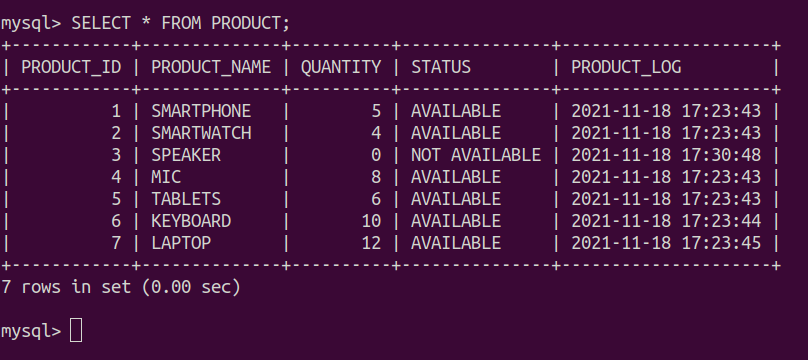 mysql> SELECT * FROM PRODUCT;
+------------+--------------+----------+---------------+---------------------+
| PRODUCT_ID | PRODUCT_NAME | QUANTITY | STATUS        | PRODUCT_LOG         |
+------------+--------------+----------+---------------+---------------------+
|          1 | SMARTPHONE   |        5 | AVAILABLE     | 2021-11-18 17:23:43 |
|          2 | SMARTWATCH   |        4 | AVAILABLE     | 2021-11-18 17:23:43 |
|          3 | SPEAKER      |        0 | NOT AVAILABLE | 2021-11-18 17:30:48 |
|          4 | MIC          |        8 | AVAILABLE     | 2021-11-18 17:23:43 |
|          5 | TABLETS      |        6 | AVAILABLE     | 2021-11-18 17:23:43 |
|          6 | KEYBOARD     |       10 | AVAILABLE     | 2021-11-18 17:23:44 |
|          7 | LAPTOP       |       12 | AVAILABLE     | 2021-11-18 17:23:45 |
+------------+--------------+----------+---------------+---------------------+
7 rows in set (0.00 sec)
mysql>